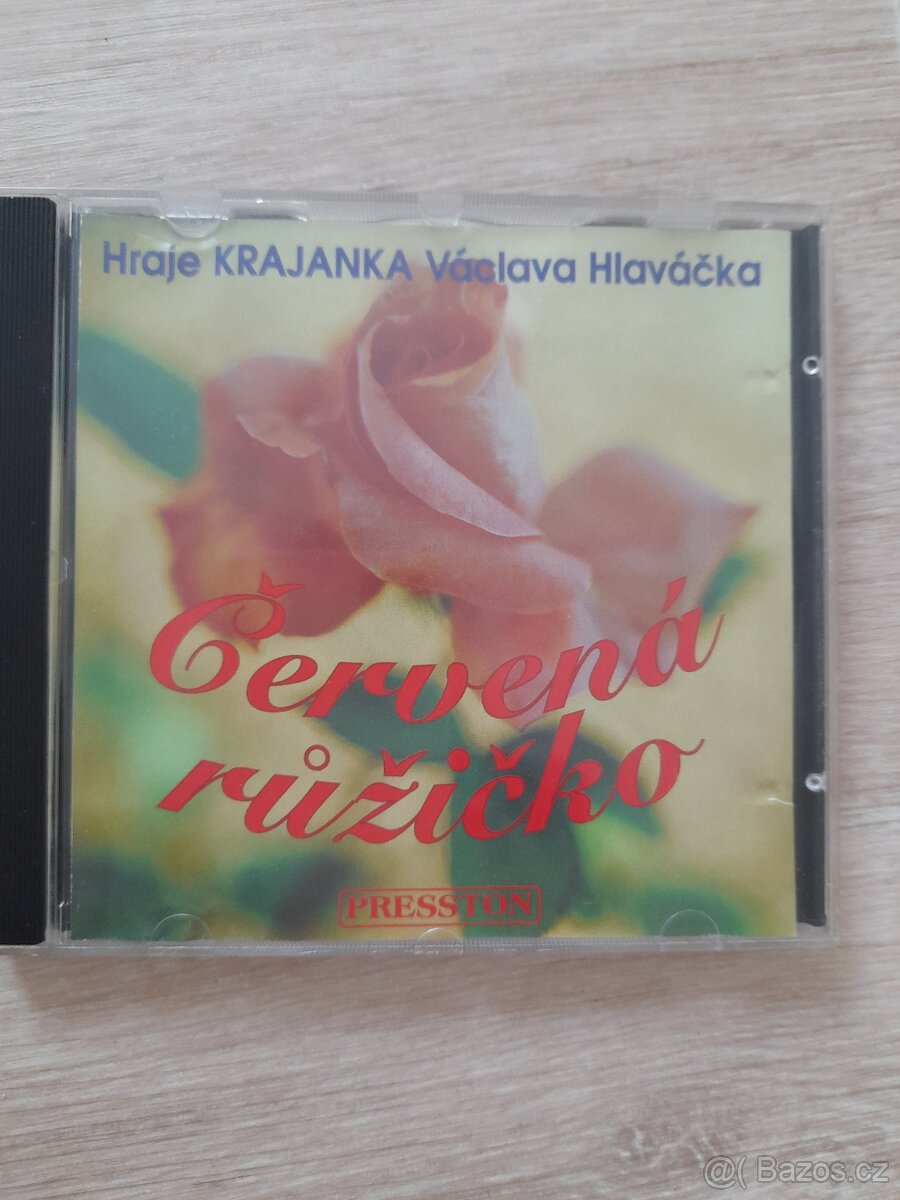 Hraje KRAJANKA Václava Hlaváčka
Červená
růžičko
PRESSTON
@( Bazos.cz